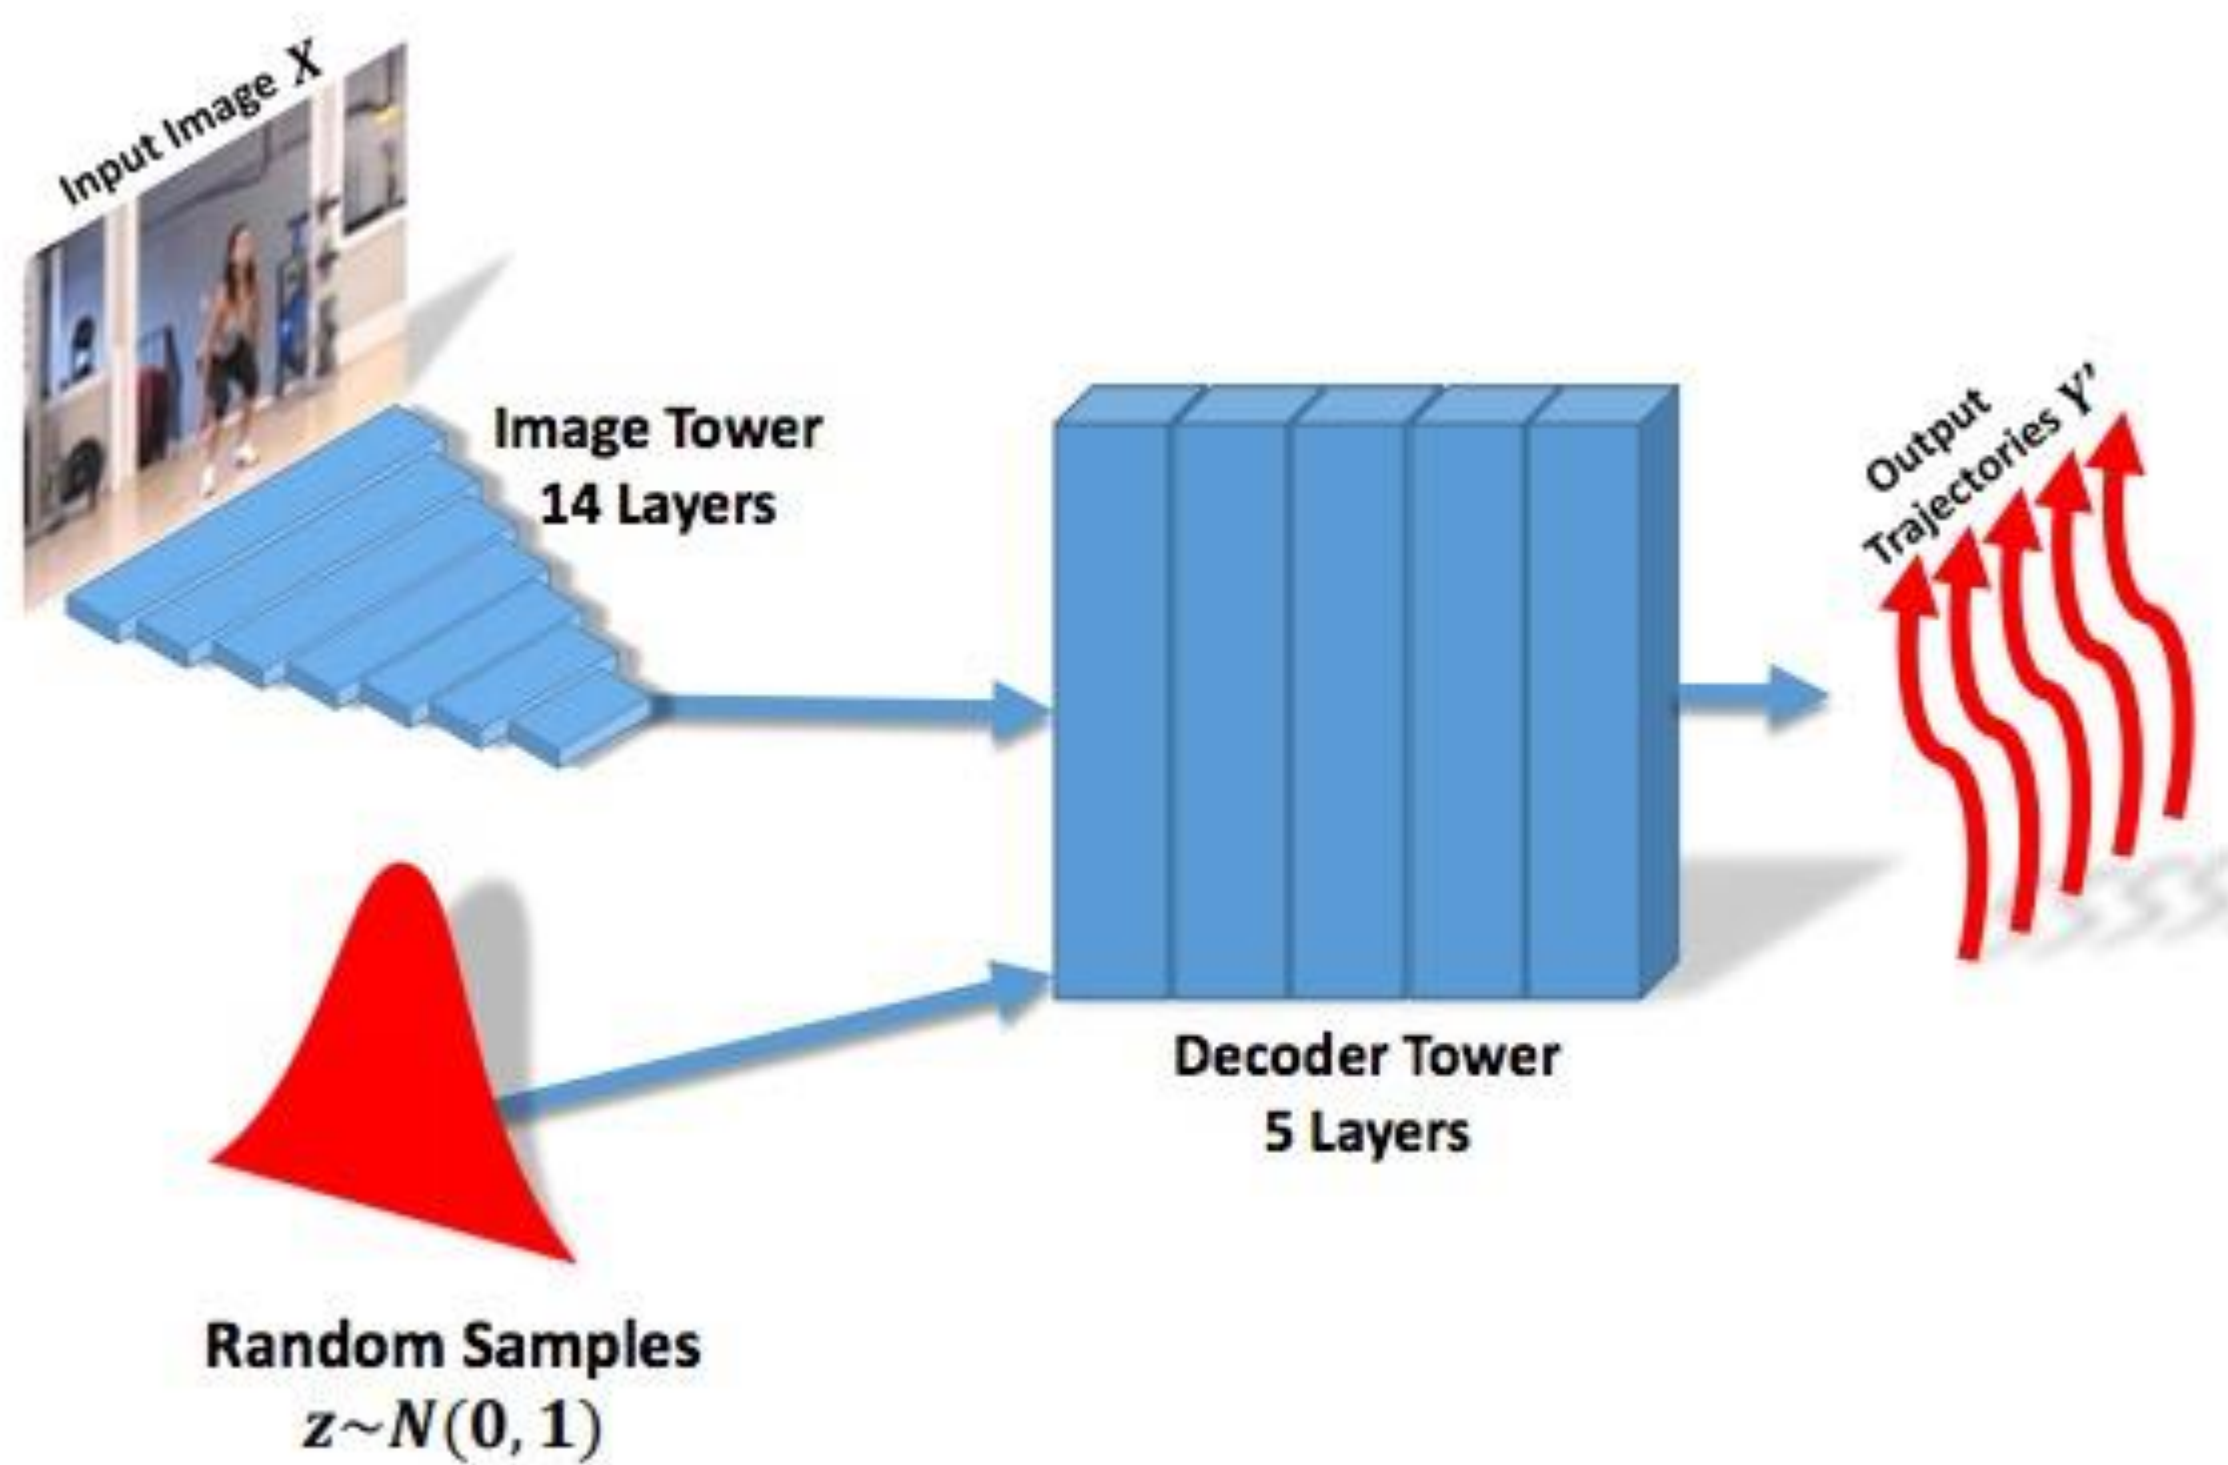 Input Image X
Image Tower
14 Layers
Output
Trajectories Y'
Decoder Tower
5 Layers
Random Samples
z~N(0, 1)